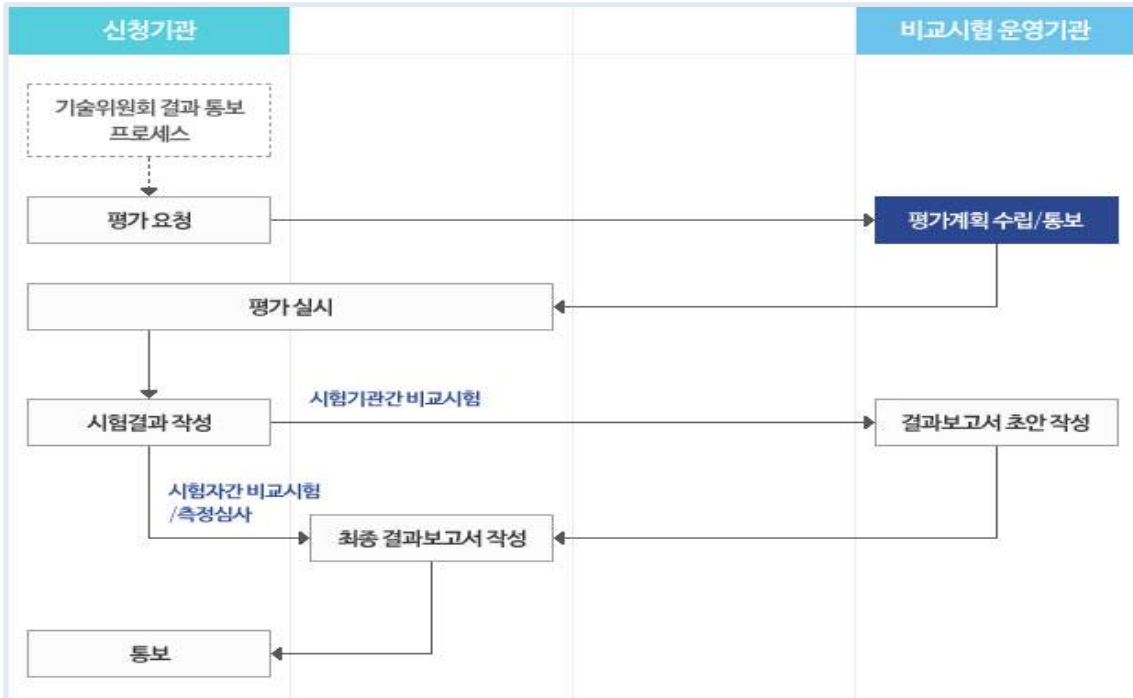 신청기관
비교시험 운영기관
기술위원회 결과 통보
프로세스
평가 요청
평가계획 수립/통보
평가 실시
시험기관간 비교시험
시험결과 작성
결과보고서 초안 작성
시험자간 비교시험
/측정심사
최종 결과보고서 작성
통보